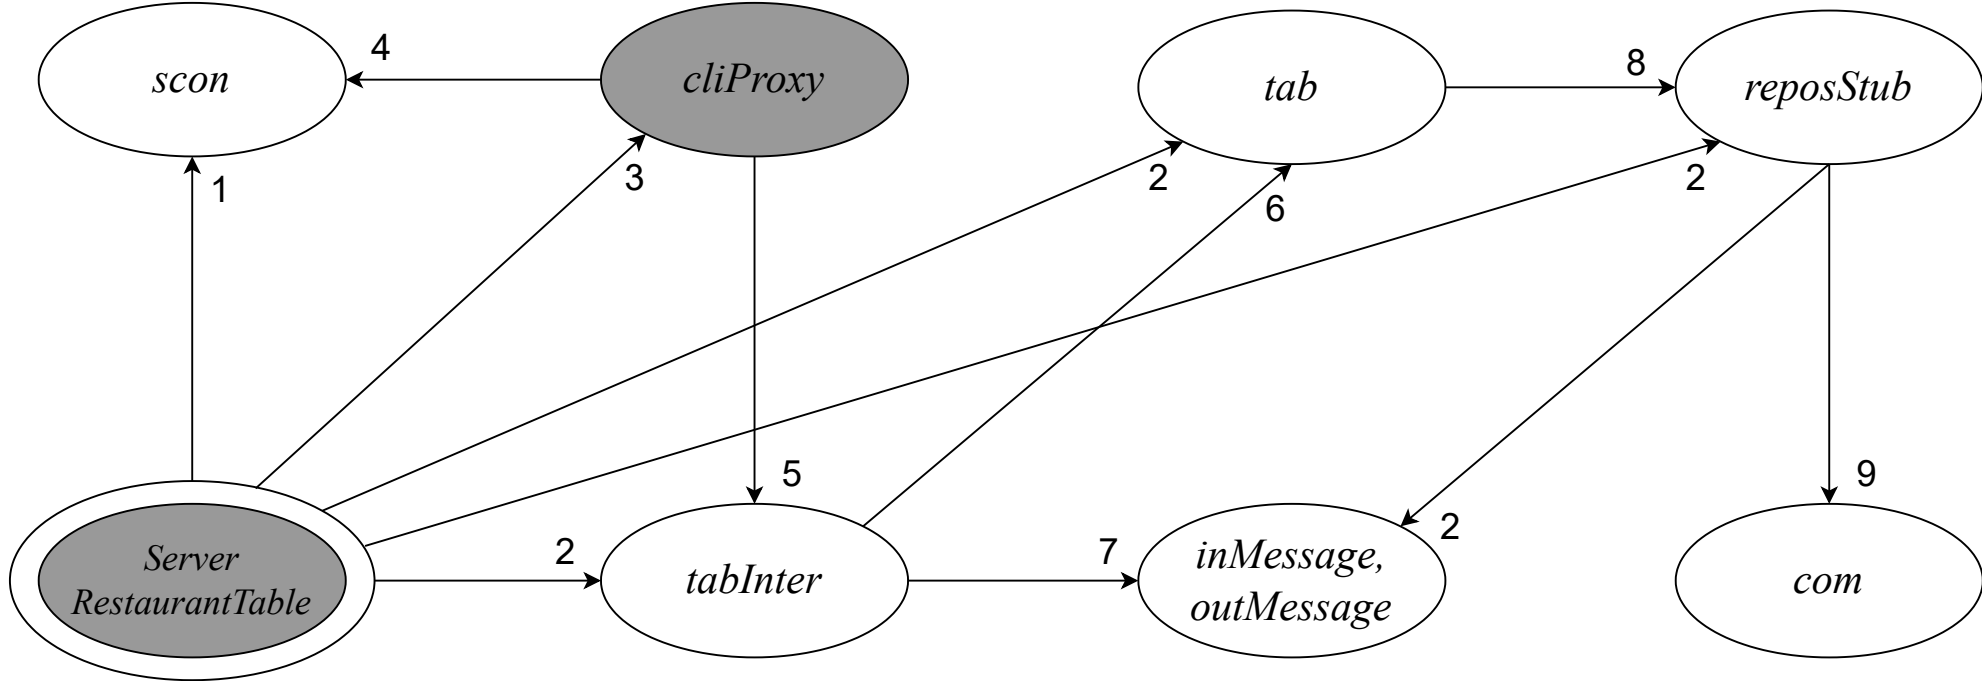 scon
4
cliProxy
tab
8
reposStub
1
3
2
6
2
5
9
Server
RestaurantTable
2
tabInter
7
inMessage,
outMessage
2
com